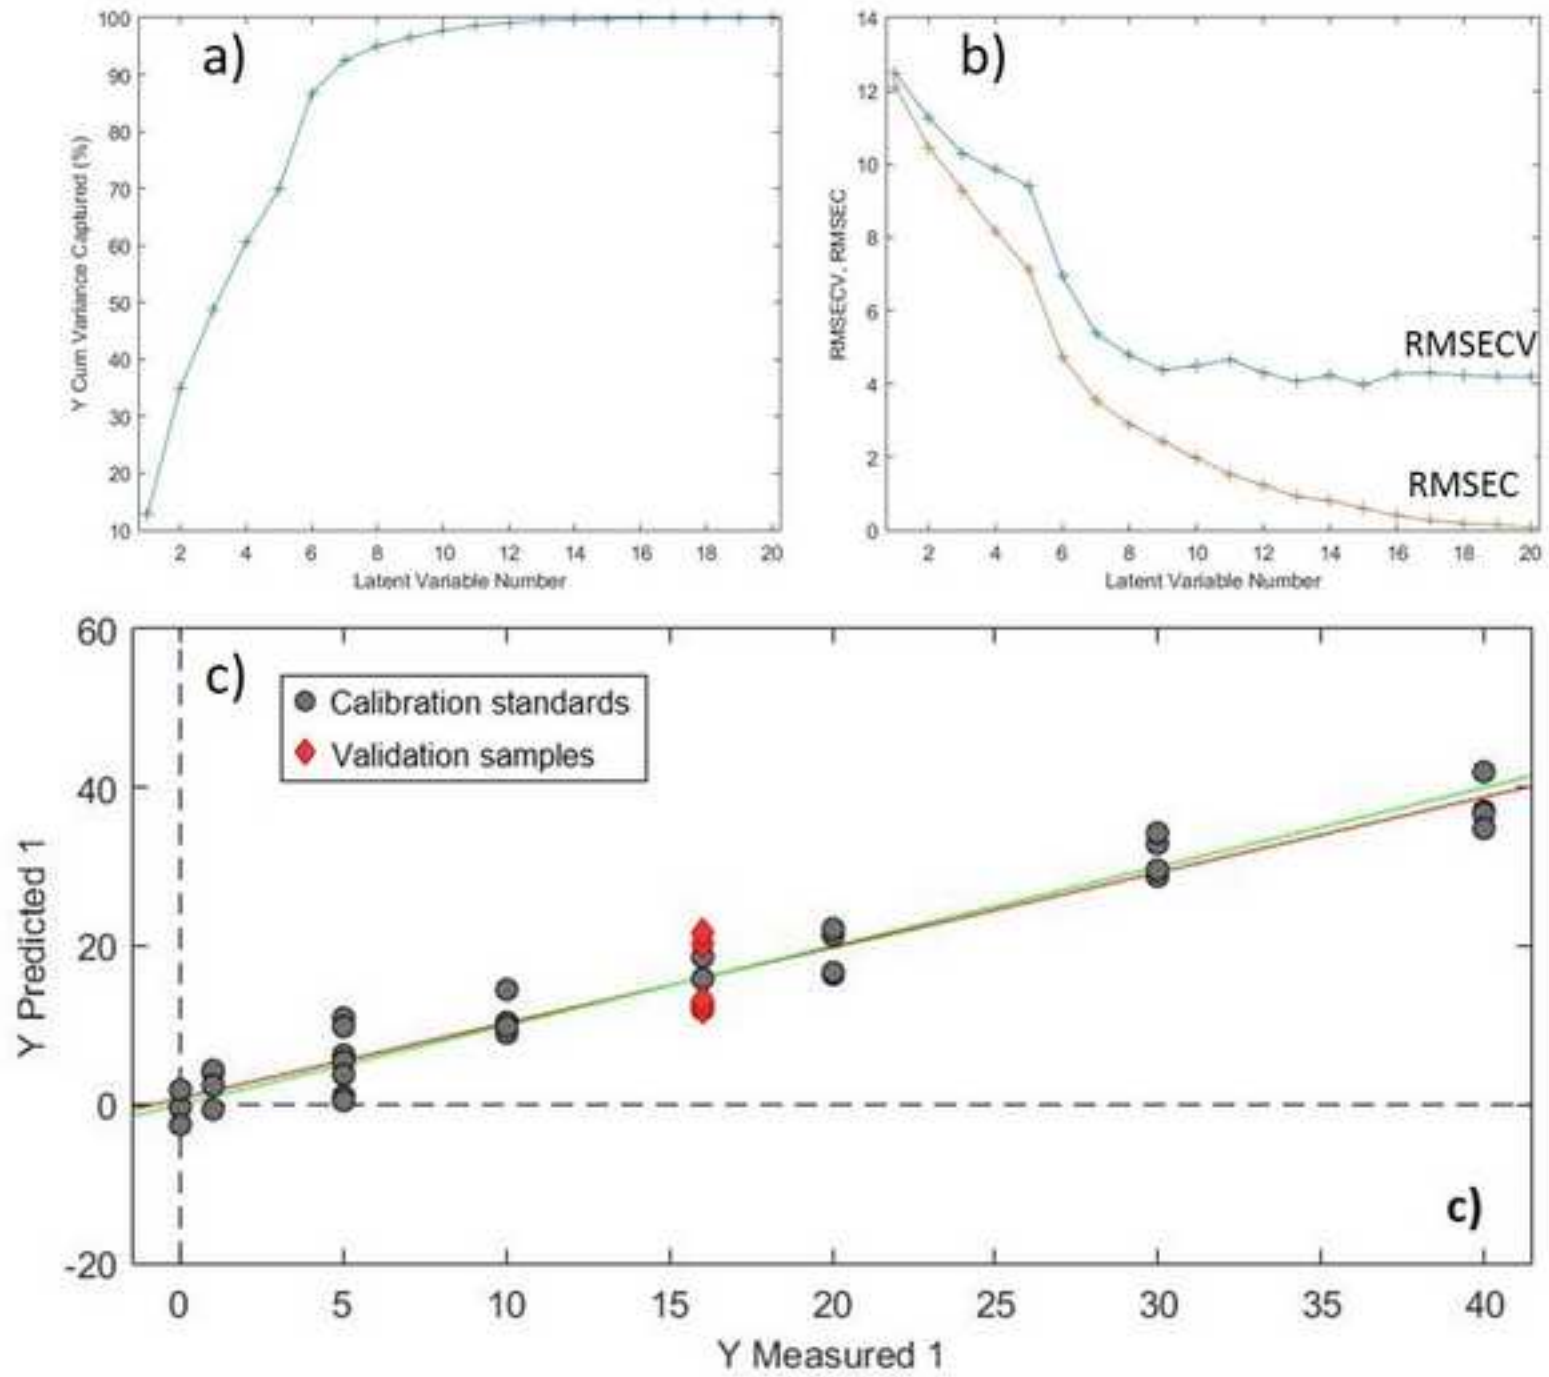 a)
100
90
80
70
60
50
40
30
20
10
Y Cum Variance Captured (%)
2 4 6 8 10 12 14 16 18 20
Latent Variable Number
b)
14
12
10
8
6
4
2
0
RMSECV, RMSEC
RMSECV
RMSEC
2 4 6 8 10 12 14 16 18 20
Latent Variable Number
c)
Calibration standards
Validation samples
60
40
20
0
-20
Y Predicted 1
c)
0 5 10 15 20 25 30 35 40
Y Measured 1